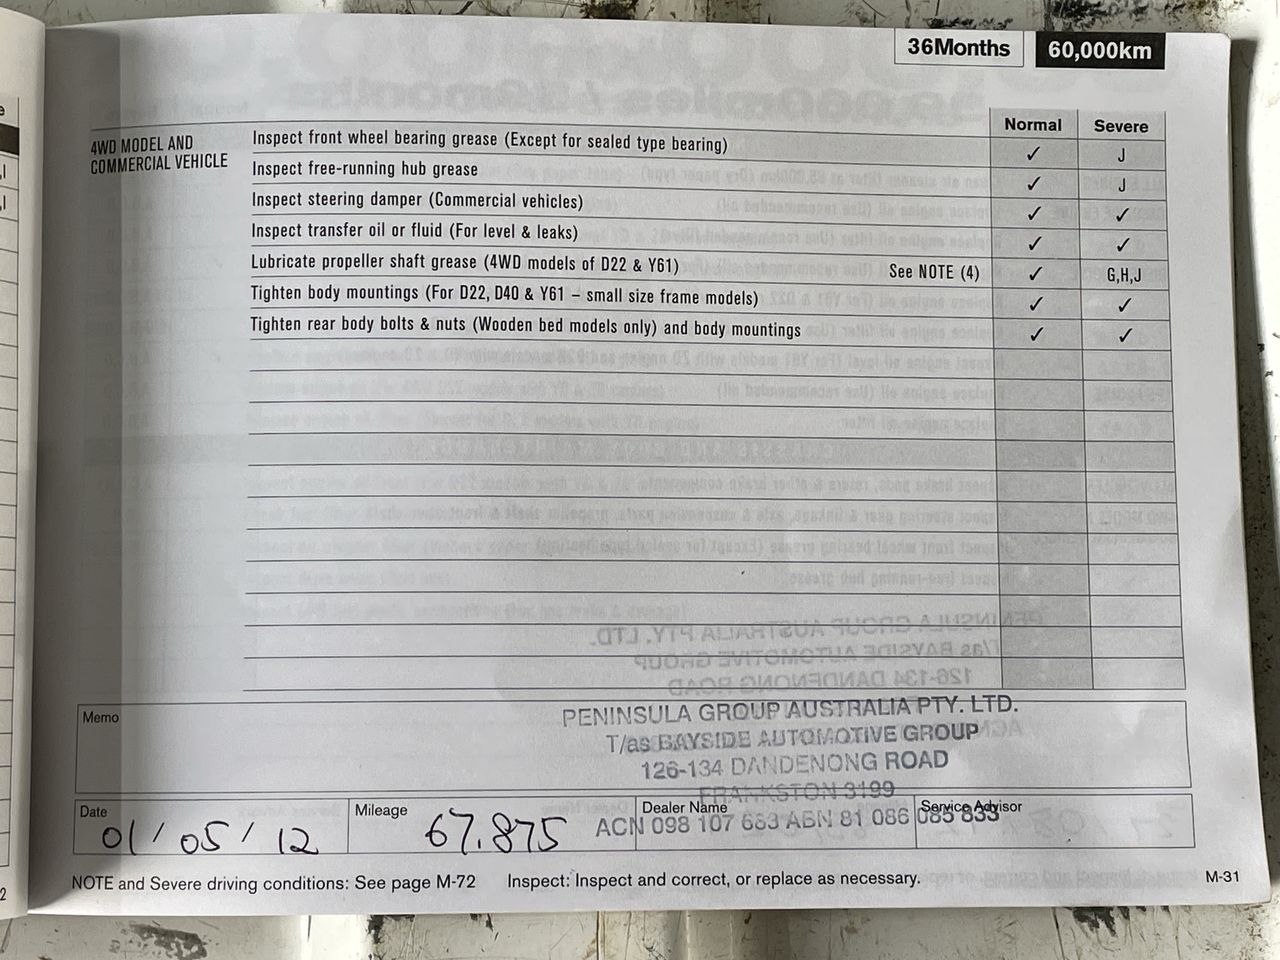 36Months 60,000km
Normal Severe
4WD MODEL AND
COMMERCIAL VEHICLE
Inspect front wheel bearing grease (Except for sealed type bearing) ✓ J
Inspect free-running hub grease ✓ J
Inspect steering damper (Commercial vehicles) ✓ ✓
Inspect transfer oil or fluid (For level & leaks) ✓ ✓
Lubricate propeller shaft grease (4WD models of D22 & Y61) See NOTE (4) ✓ G,H,J
Tighten body mountings (For D22, D40 & Y61 – small size frame models) ✓ ✓
Tighten rear body bolts & nuts (Wooden bed models only) and body mountings ✓ ✓
Memo
PENINSULA GROUP AUSTRALIA PTY. LTD.
T/as BAYSIDE AUTOMOTIVE GROUP
126-134 DANDENONG ROAD
FRANKSTON 3199
ACN 098 107 683 ABN 81 086 085 833
Date 01/05/12
Mileage 67.875
Dealer Name
Service Advisor
NOTE and Severe driving conditions: See page M-72 Inspect: Inspect and correct, or replace as necessary.
M-31